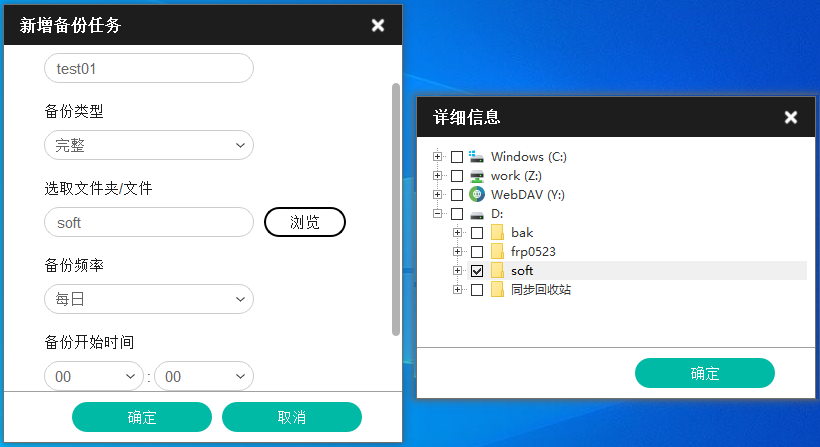 新增备份任务
test01
备份类型
完整
选取文件夹/文件
soft
浏览
备份频率
每日
备份开始时间
00 : 00
确定
取消
详细信息
Windows (C:)
work (Z:)
WebDAV (Y:)
D:
bak
frp0523
soft
同步回收站
确定